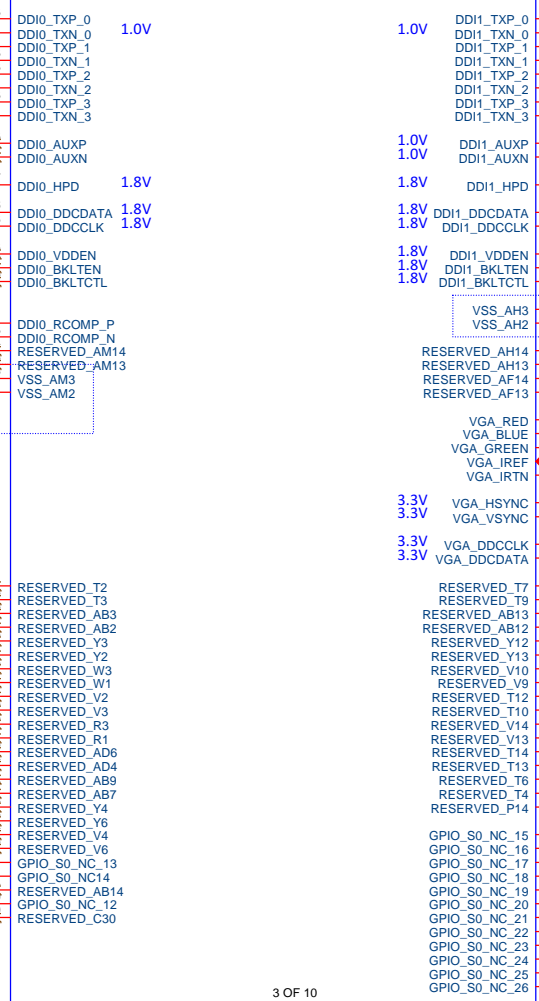 DDI0_TXP_0
DDI0_TXN_0 1.0V
DDI0_TXP_1
DDI0_TXN_1
DDI0_TXP_2
DDI0_TXN_2
DDI0_TXP_3
DDI0_TXN_3
DDI0_AUXP
DDI0_AUXN
DDI0_HPD 1.8V
DDI0_DDCDATA 1.8V
DDI0_DDCCLK 1.8V
DDI0_VDDEN
DDI0_BKLTEN
DDI0_BKLTCTL
DDI0_RCOMP_P
DDI0_RCOMP_N
RESERVED_AM14
RESERVED_AM13
VSS_AM3
VSS_AM2
RESERVED_T2
RESERVED_T3
RESERVED_AB3
RESERVED_AB2
RESERVED_Y3
RESERVED_Y2
RESERVED_W3
RESERVED_W1
RESERVED_V2
RESERVED_V3
RESERVED_R3
RESERVED_R1
RESERVED_AD6
RESERVED_AD4
RESERVED_AB9
RESERVED_AB7
RESERVED_Y4
RESERVED_Y6
RESERVED_V4
RESERVED_V6
GPIO_S0_NC_13
GPIO_S0_NC14
RESERVED_AB14
GPIO_S0_NC_12
RESERVED_C30
DDI1_TXP_0
1.0V DDI1_TXN_0
DDI1_TXP_1
DDI1_TXN_1
DDI1_TXP_2
DDI1_TXN_2
DDI1_TXP_3
DDI1_TXN_3
1.0V DDI1_AUXP
1.0V DDI1_AUXN
1.8V DDI1_HPD
1.8V DDI1_DDCDATA
1.8V DDI1_DDCCLK
1.8V DDI1_VDDEN
1.8V DDI1_BKLTEN
1.8V DDI1_BKLTCTL
VSS_AH3
VSS_AH2
RESERVED_AH14
RESERVED_AH13
RESERVED_AF14
RESERVED_AF13
VGA_RED
VGA_BLUE
VGA_GREEN
VGA_IREF
VGA_IRTN
3.3V VGA_HSYNC
3.3V VGA_VSYNC
3.3V VGA_DDCCLK
3.3V VGA_DDCDATA
RESERVED_T7
RESERVED_T9
RESERVED_AB13
RESERVED_AB12
RESERVED_Y12
RESERVED_Y13
RESERVED_V10
RESERVED_V9
RESERVED_T12
RESERVED_T10
RESERVED_V14
RESERVED_V13
RESERVED_T14
RESERVED_T13
RESERVED_T6
RESERVED_T4
RESERVED_P14
GPIO_S0_NC_15
GPIO_S0_NC_16
GPIO_S0_NC_17
GPIO_S0_NC_18
GPIO_S0_NC_19
GPIO_S0_NC_20
GPIO_S0_NC_21
GPIO_S0_NC_22
GPIO_S0_NC_23
GPIO_S0_NC_24
GPIO_S0_NC_25
GPIO_S0_NC_26
3 OF 10